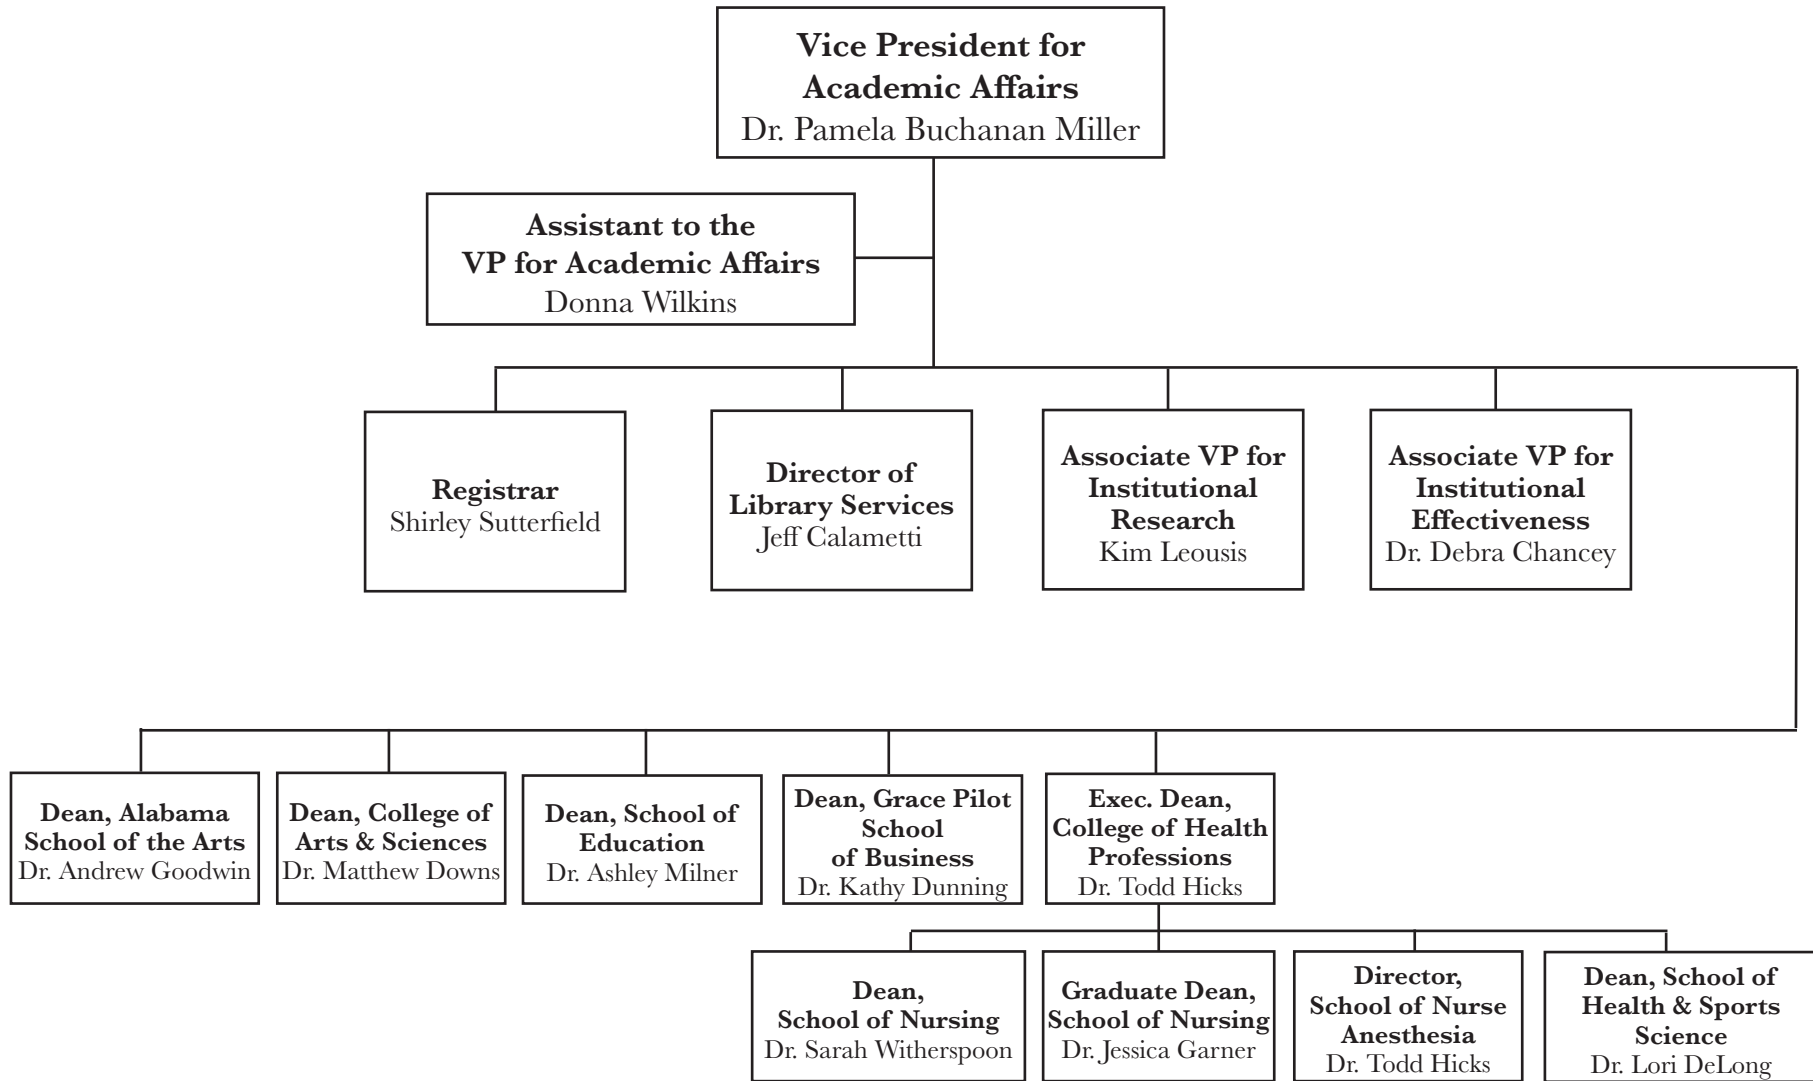 Vice President for
Academic Affairs
Dr. Pamela Buchanan Miller
Assistant to the
VP for Academic Affairs
Donna Wilkins
Registrar
Shirley Sutterfield
Director of
Library Services
Jeff Calametti
Associate VP for
Institutional
Research
Kim Leousis
Associate VP for
Institutional
Effectiveness
Dr. Debra Chancey
Dean, Alabama
School of the Arts
Dr. Andrew Goodwin
Dean, College of
Arts & Sciences
Dr. Matthew Downs
Dean, School of
Education
Dr. Ashley Milner
Dean, Grace Pilot
School
of Business
Dr. Kathy Dunning
Exec. Dean,
College of Health
Professions
Dr. Todd Hicks
Dean,
School of Nursing
Dr. Sarah Witherspoon
Graduate Dean,
School of Nursing
Dr. Jessica Garner
Director,
School of Nurse
Anesthesia
Dr. Todd Hicks
Dean, School of
Health & Sports
Science
Dr. Lori DeLong